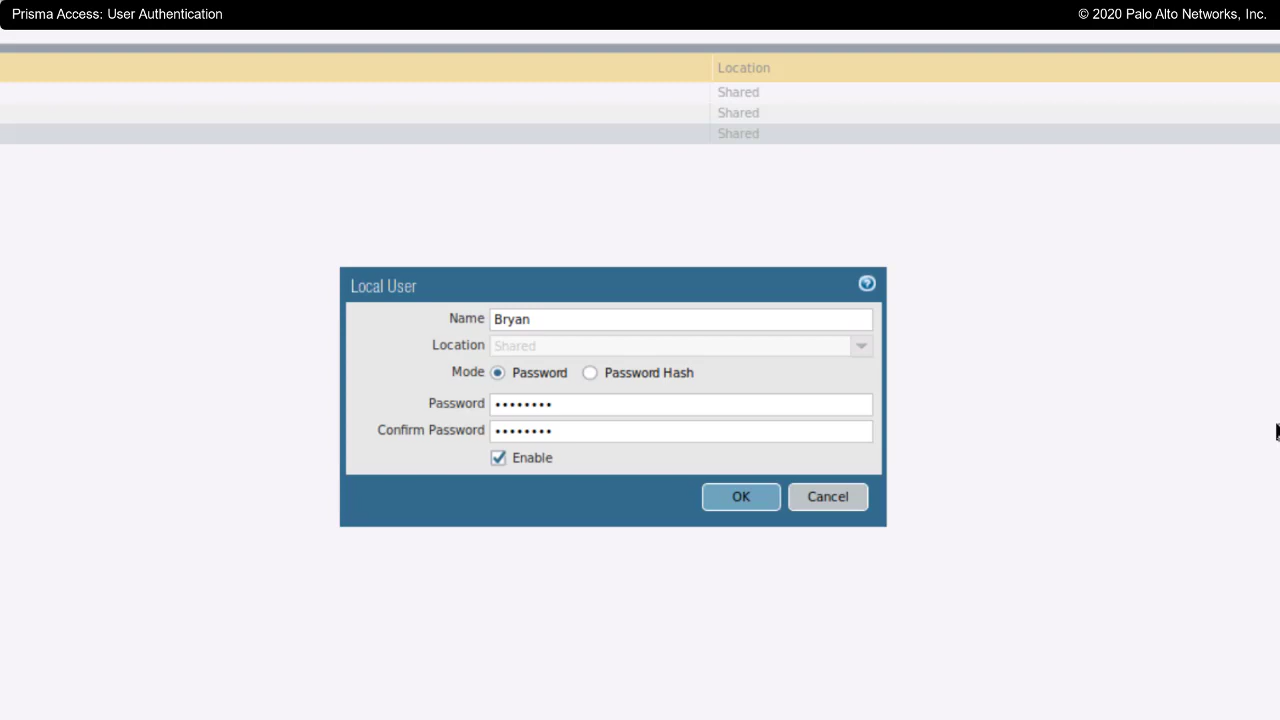 Prisma Access: User Authentication
© 2020 Palo Alto Networks, Inc.
Location
Shared
Shared
Shared
Local User
Name Bryan
Location Shared
Mode Password Password Hash
Password ••••••••
Confirm Password ••••••••
Enable
OK Cancel